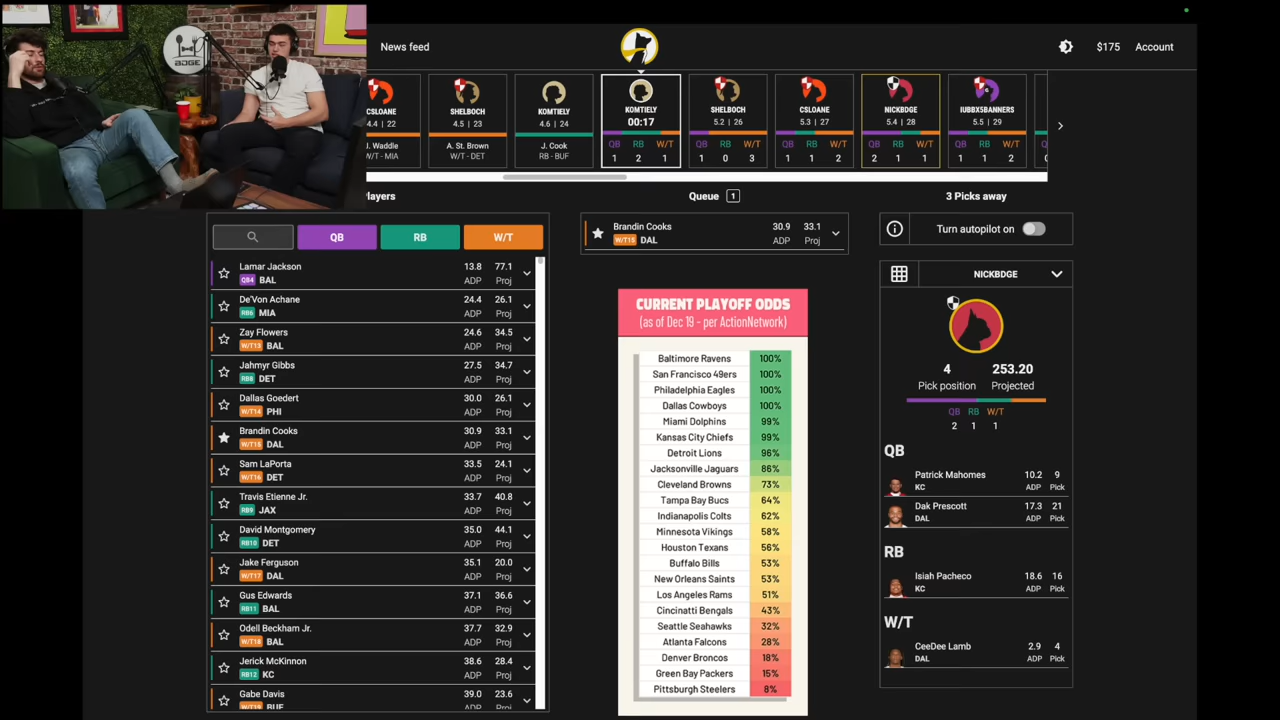 BDGE
News feed
$175
Account
CSLOANE
4.4 | 22
J. Waddle
W/T - MIA
SHELBOCH
4.5 | 23
A. St. Brown
W/T - DET
KOMTIELY
4.6 | 24
J. Cook
RB - BUF
KOMTIELY
00:17
QB RB W/T
1 2 1
SHELBOCH
5.2 | 26
QB RB W/T
1 0 3
CSLOANE
5.3 | 27
QB RB W/T
1 1 2
NICKBDGE
5.4 | 28
QB RB W/T
2 1 1
IUBBXSBANNERS
5.5 | 29
QB RB W/T
1 1 2
Players
Queue 1
3 Picks away
QB
RB
W/T
Lamar Jackson 13.8 77.1
QB4 BAL ADP Proj
De'Von Achane 24.4 26.1
RB6 MIA ADP Proj
Zay Flowers 24.6 34.5
W/T13 BAL ADP Proj
Jahmyr Gibbs 27.5 34.7
RB8 DET ADP Proj
Dallas Goedert 30.0 26.1
W/T14 PHI ADP Proj
Brandin Cooks 30.9 33.1
W/T15 DAL ADP Proj
Sam LaPorta 33.5 24.1
W/T16 DET ADP Proj
Travis Etienne Jr. 33.7 40.8
RB9 JAX ADP Proj
David Montgomery 35.0 44.1
RB10 DET ADP Proj
Jake Ferguson 35.1 20.0
W/T17 DAL ADP Proj
Gus Edwards 37.1 36.6
RB11 BAL ADP Proj
Odell Beckham Jr. 37.7 32.9
W/T18 BAL ADP Proj
Jerick McKinnon 38.6 28.4
RB12 KC ADP Proj
Gabe Davis 39.0 23.6
W/T19 BUF ADP Proj
Brandin Cooks 30.9 33.1
W/T15 DAL ADP Proj
CURRENT PLAYOFF ODDS
(as of Dec 19 - per ActionNetwork)
Baltimore Ravens 100%
San Francisco 49ers 100%
Philadelphia Eagles 100%
Dallas Cowboys 100%
Miami Dolphins 99%
Kansas City Chiefs 99%
Detroit Lions 96%
Jacksonville Jaguars 86%
Cleveland Browns 73%
Tampa Bay Bucs 64%
Indianapolis Colts 62%
Minnesota Vikings 58%
Houston Texans 56%
Buffalo Bills 53%
New Orleans Saints 53%
Los Angeles Rams 51%
Cincinatti Bengals 43%
Seattle Seahawks 32%
Atlanta Falcons 28%
Denver Broncos 18%
Green Bay Packers 15%
Pittsburgh Steelers 8%
Turn autopilot on
NICKBDGE
4 253.20
Pick position Projected
QB RB W/T
2 1 1
QB
Patrick Mahomes 10.2 9
KC ADP Pick
Dak Prescott 17.3 21
DAL ADP Pick
RB
Isiah Pacheco 18.6 16
KC ADP Pick
W/T
CeeDee Lamb 2.9 4
DAL ADP Pick